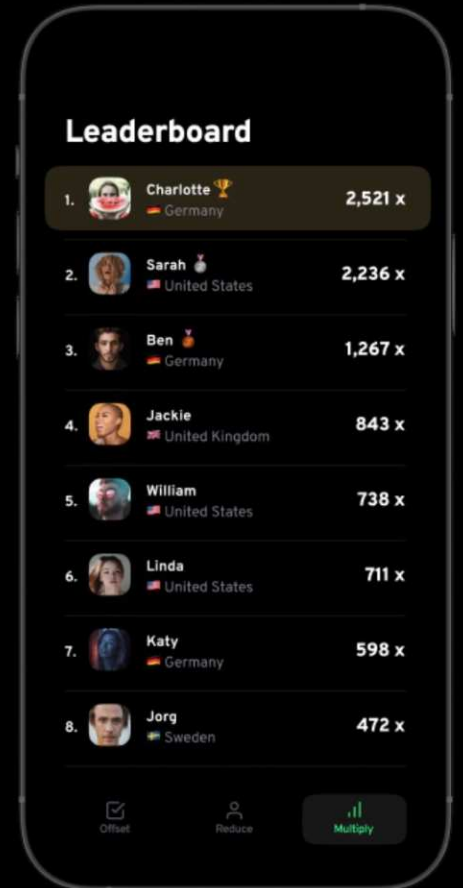 Leaderboard
1. Charlotte 2,521 x
Germany
2. Sarah 2,236 x
United States
3. Ben 1,267 x
Germany
4. Jackie 843 x
United Kingdom
5. William 738 x
United States
6. Linda 711 x
United States
7. Katy 598 x
Germany
8. Jorg 472 x
Sweden
Offset Reduce Multiply